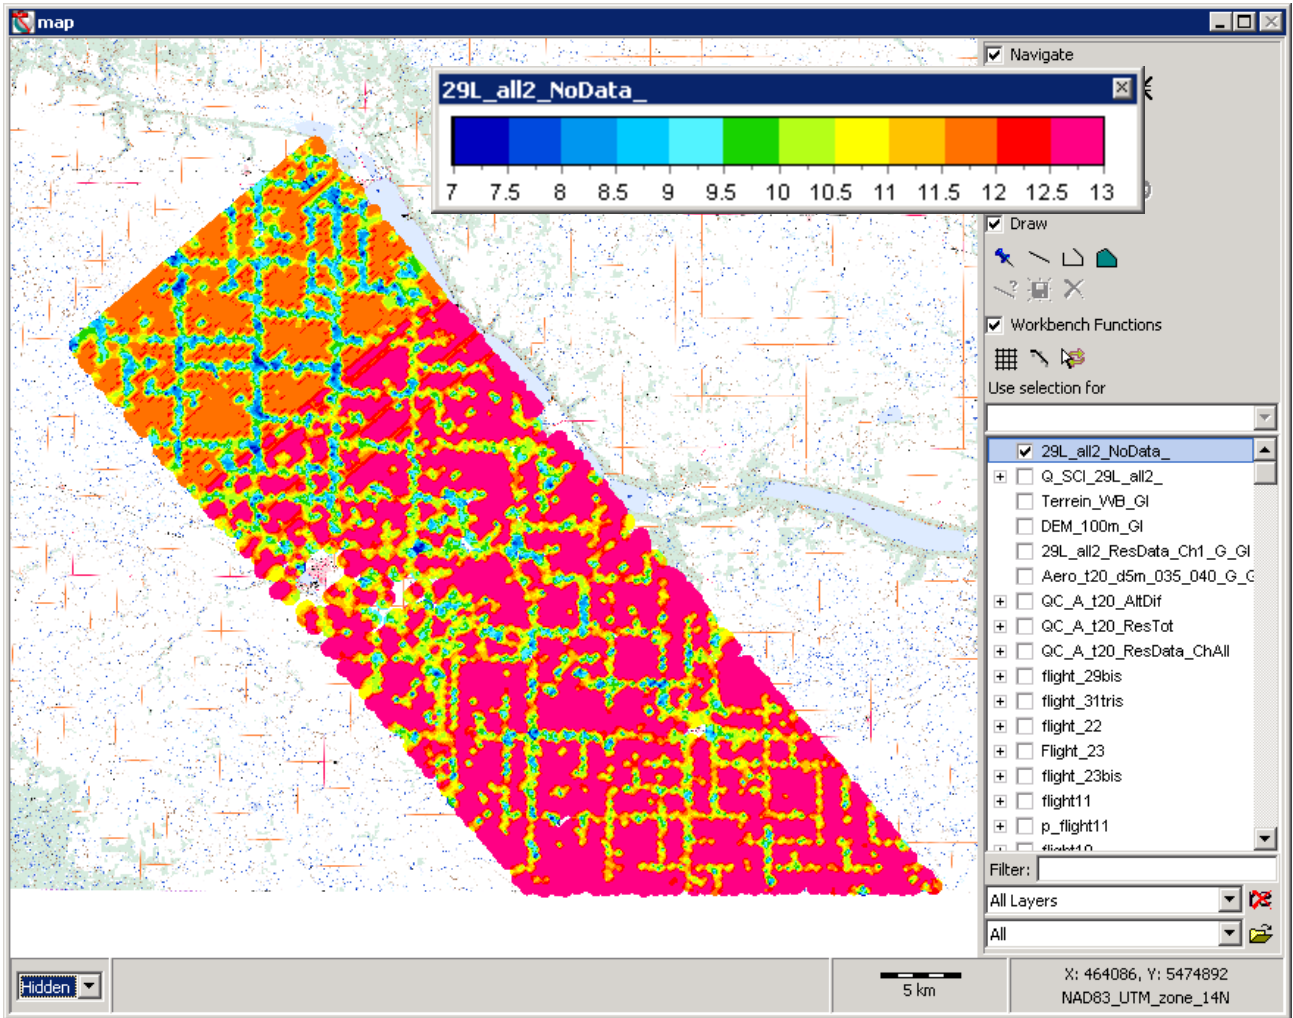 map
Navigate
29L_all2_NoData_
7 7.5 8 8.5 9 9.5 10 10.5 11 11.5 12 12.5 13
Draw
Workbench Functions
Use selection for
29L_all2_NoData_
Q_SCI_29L_all2_
Terrein_WB_GI
DEM_100m_GI
29L_all2_ResData_Ch1_G_GI
Aero_t20_d5m_035_040_G_G
QC_A_t20_AltDif
QC_A_t20_ResTot
QC_A_t20_ResData_ChAll
flight_29bis
flight_31tris
flight_22
Flight_23
flight_23bis
flight11
p_flight11
flight10
Filter:
All Layers
All
Hidden
5 km
X: 464086, Y: 5474892
NAD83_UTM_zone_14N